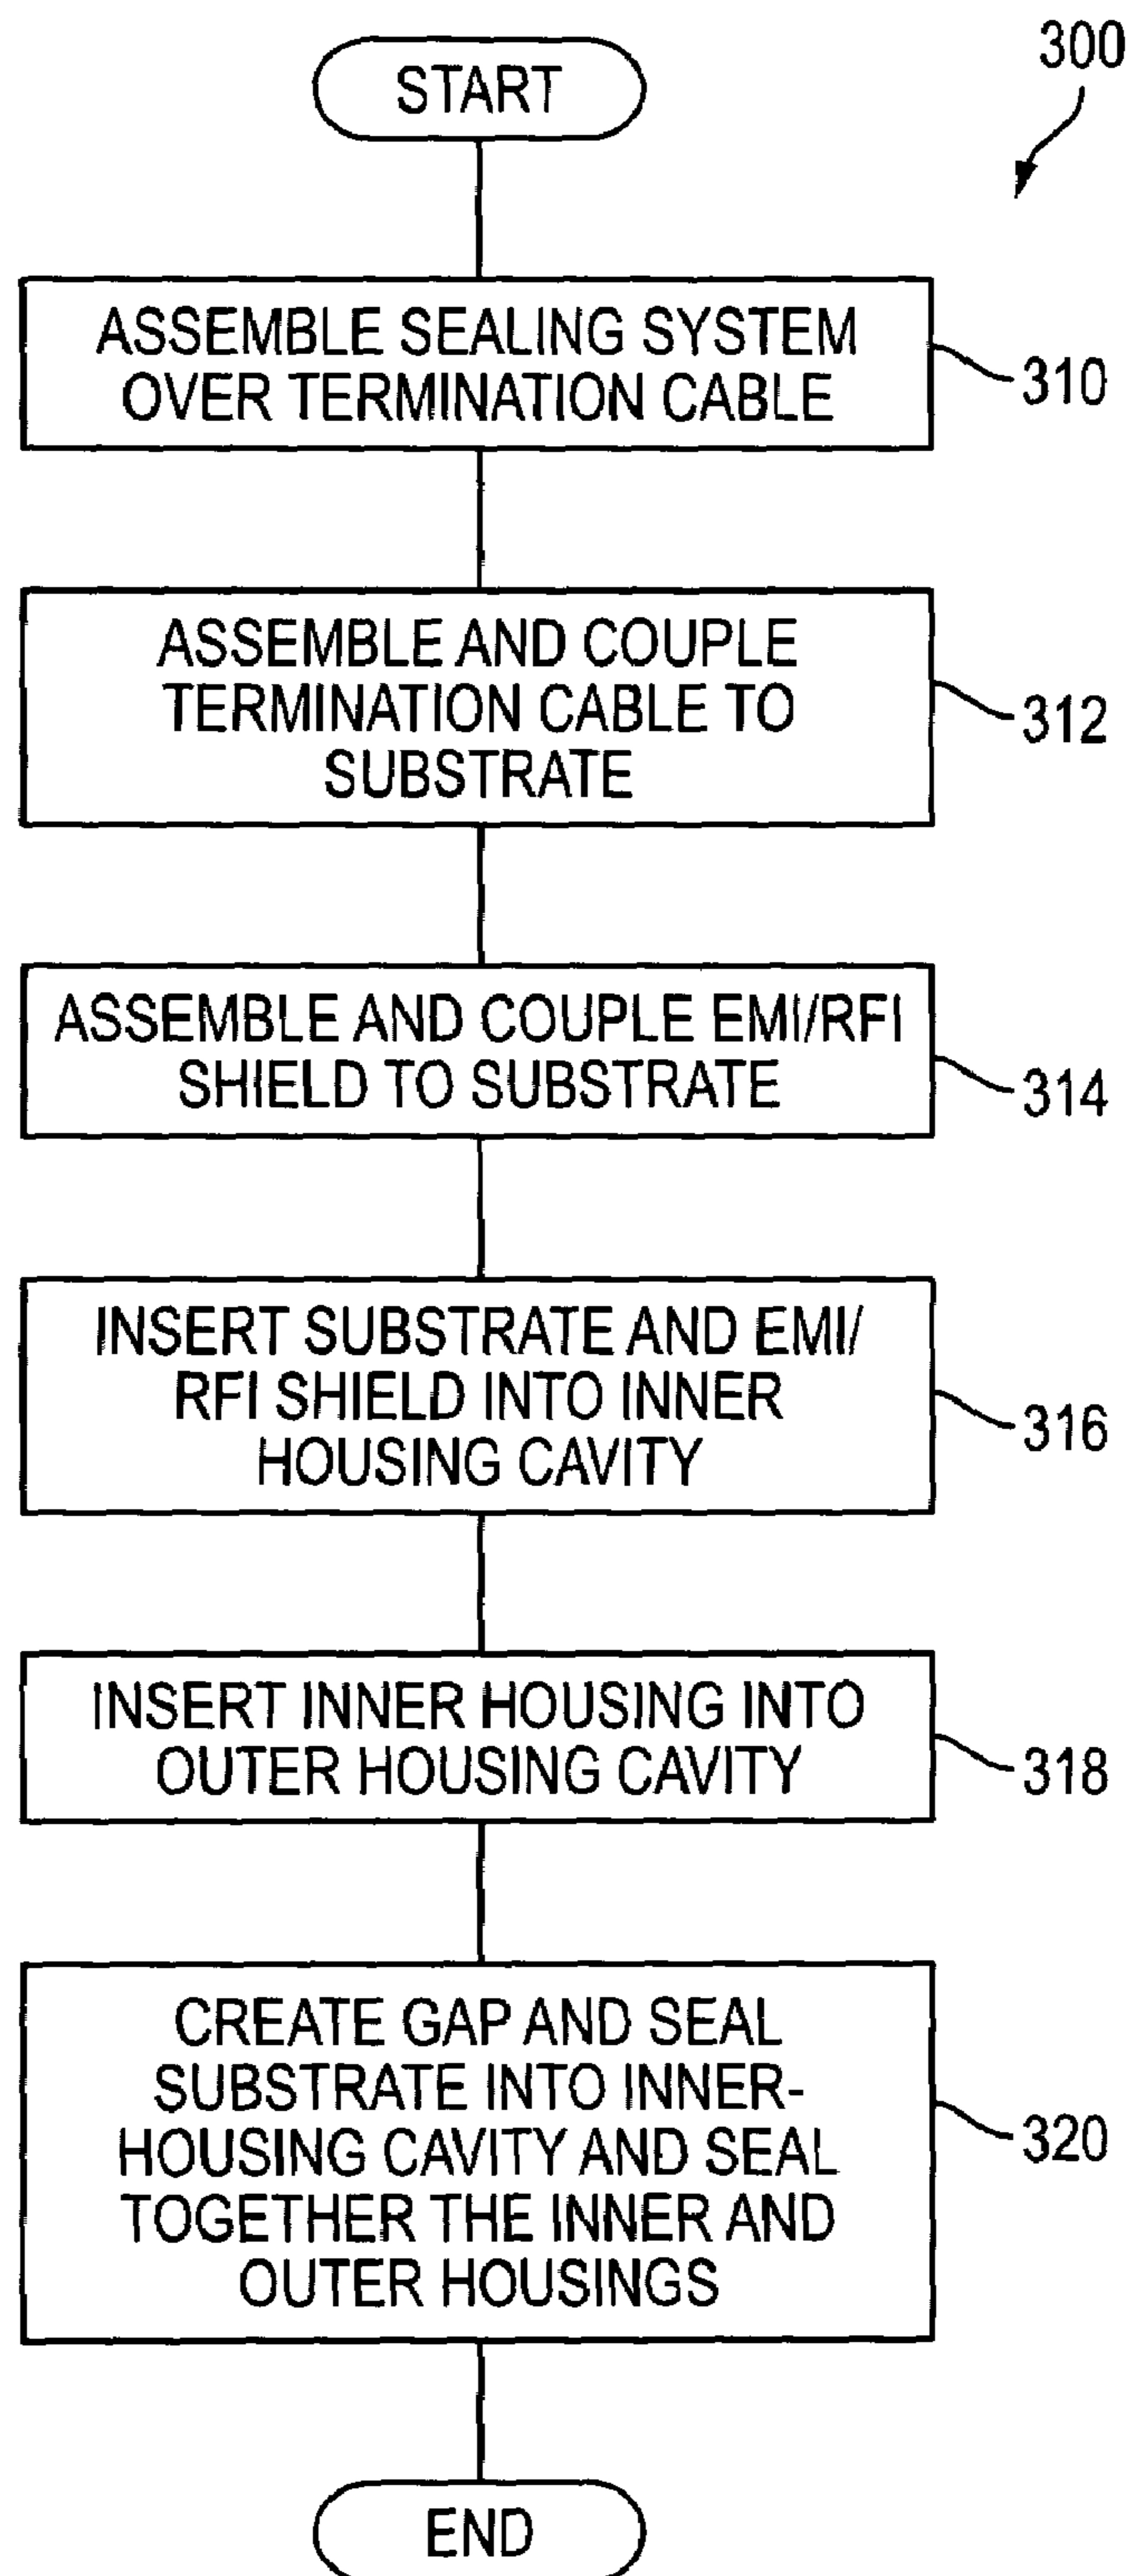 300
START
ASSEMBLE SEALING SYSTEM
OVER TERMINATION CABLE
310
ASSEMBLE AND COUPLE
TERMINATION CABLE TO
SUBSTRATE
312
ASSEMBLE AND COUPLE EMI/RFI
SHIELD TO SUBSTRATE
314
INSERT SUBSTRATE AND EMI/
RFI SHIELD INTO INNER
HOUSING CAVITY
316
INSERT INNER HOUSING INTO
OUTER HOUSING CAVITY
318
CREATE GAP AND SEAL
SUBSTRATE INTO INNER-
HOUSING CAVITY AND SEAL
TOGETHER THE INNER AND
OUTER HOUSINGS
320
END